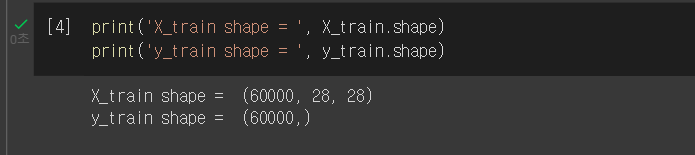 [4] print('X_train shape = ', X_train.shape)
0초 print('y_train shape = ', y_train.shape)
X_train shape =  (60000, 28, 28)
y_train shape =  (60000,)